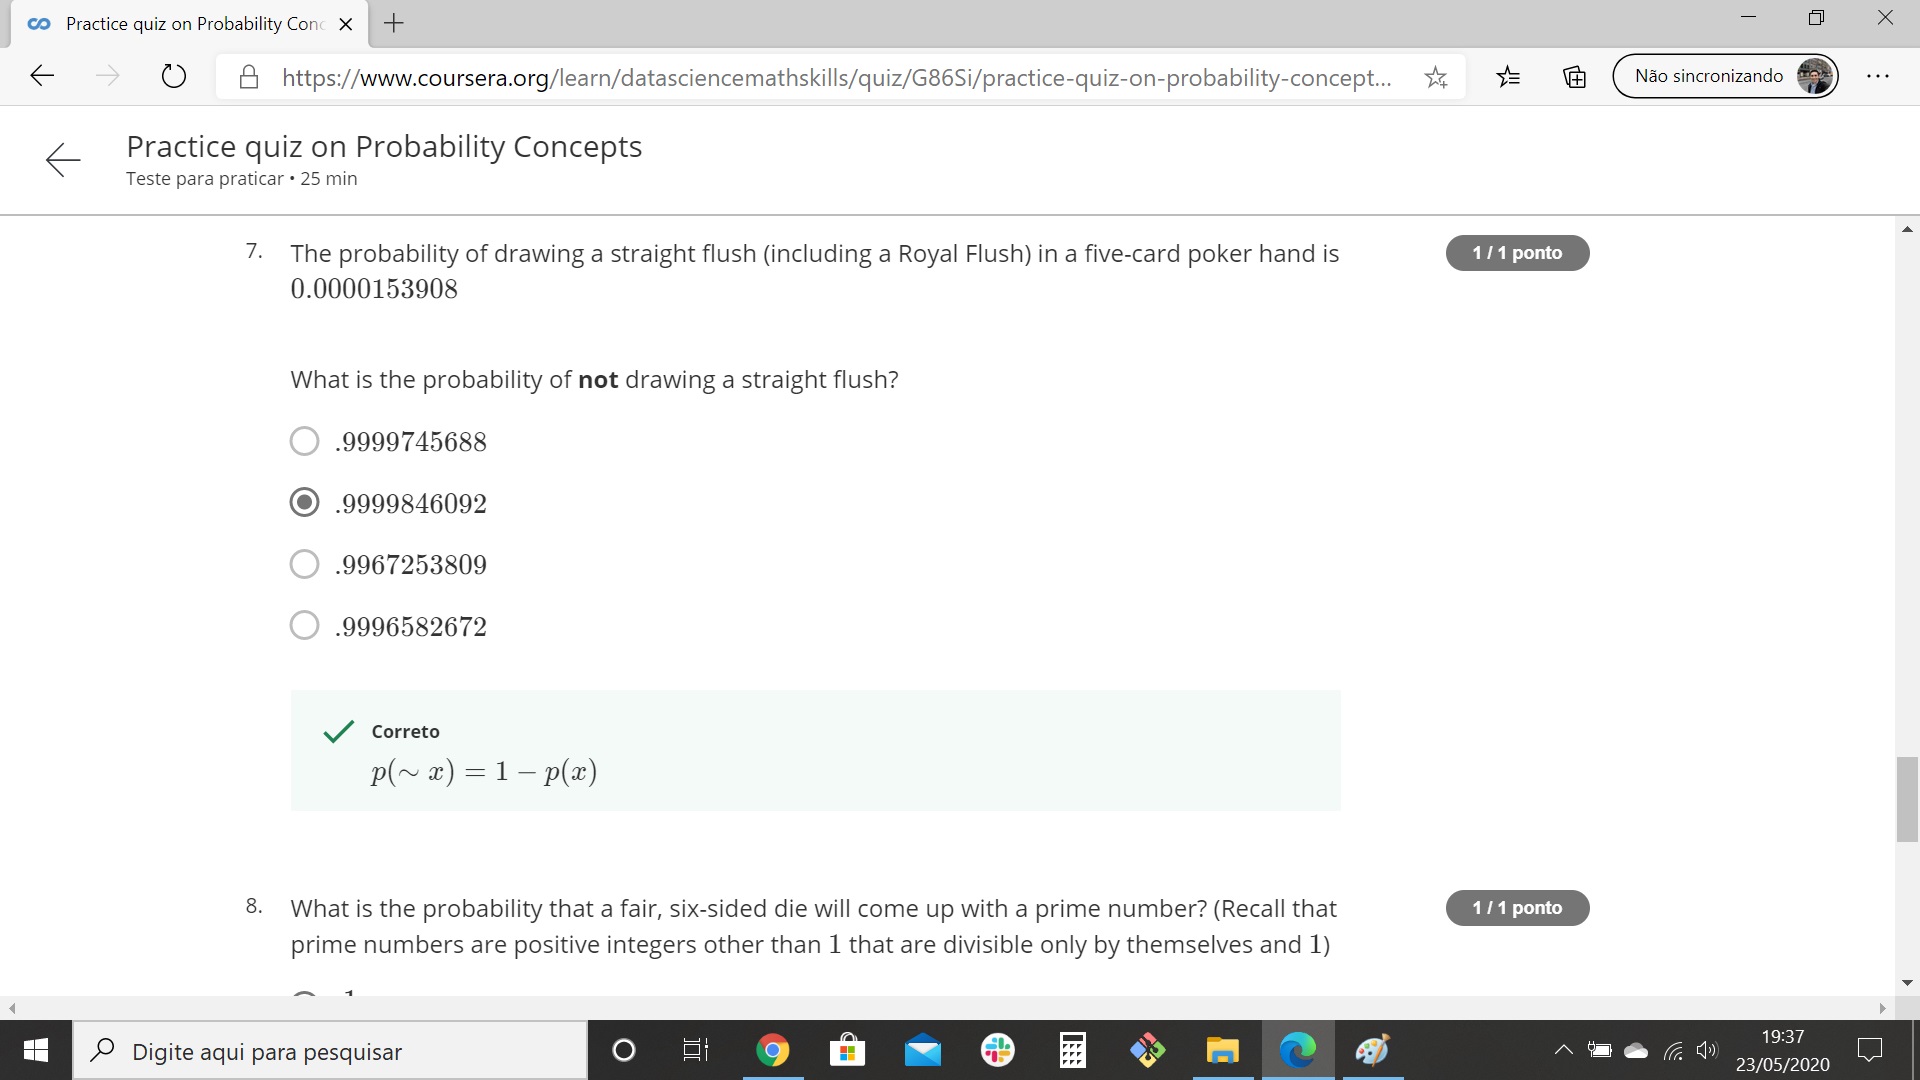 Practice quiz on Probability Conc
https://www.coursera.org/learn/datasciencemathskills/quiz/G86Si/practice-quiz-on-probability-concept...
Não sincronizando
Practice quiz on Probability Concepts
Teste para praticar • 25 min
7. The probability of drawing a straight flush (including a Royal Flush) in a five-card poker hand is
0.0000153908
1 / 1 ponto
What is the probability of not drawing a straight flush?
.9999745688
.9999846092
.9967253809
.9996582672
Correto
p(∼ x) = 1 − p(x)
8. What is the probability that a fair, six-sided die will come up with a prime number? (Recall that
prime numbers are positive integers other than 1 that are divisible only by themselves and 1)
1 / 1 ponto
Digite aqui para pesquisar
19:37
23/05/2020